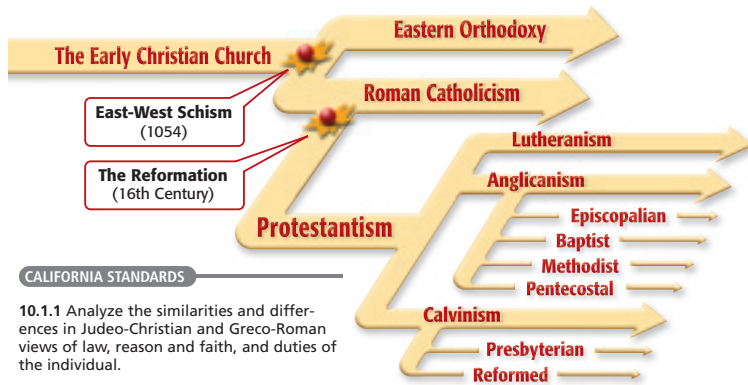 Eastern Orthodoxy
The Early Christian Church
Roman Catholicism
East-West Schism
(1054)
The Reformation
(16th Century)
Protestantism
Lutheranism
Anglicanism
Episcopalian
Baptist
Methodist
Pentecostal
Calvinism
Presbyterian
Reformed
CALIFORNIA STANDARDS
10.1.1 Analyze the similarities and differ-
ences in Judeo-Christian and Greco-Roman
views of law, reason and faith, and duties of
the individual.